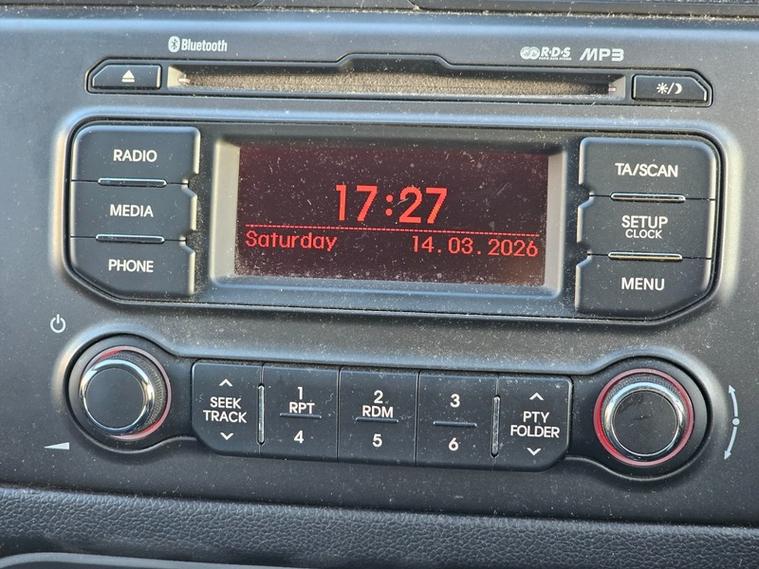 Bluetooth
R·D·S MP3
RADIO
MEDIA
PHONE
17:27
Saturday 14.03.2026
TA/SCAN
SETUP
CLOCK
MENU
SEEK
TRACK
1
RPT
4
2
RDM
5
3
6
PTY
FOLDER